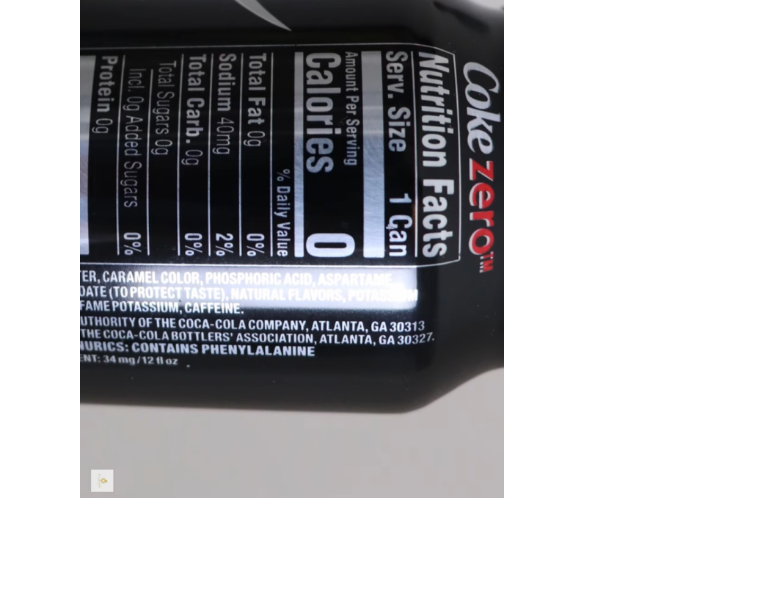 Coke zero™
Nutrition Facts
Serv. Size 1 Can
Amount Per Serving
Calories 0
% Daily Value
Total Fat 0g 0%
Sodium 40mg 2%
Total Carb. 0g 0%
Total Sugars 0g
Incl. 0g Added Sugars 0%
Protein 0g
ER, CARAMEL COLOR, PHOSPHORIC ACID, ASPARTAME,
OATE (TO PROTECT TASTE), NATURAL FLAVORS, POTASSIUM
FAME POTASSIUM, CAFFEINE.
UTHORITY OF THE COCA-COLA COMPANY, ATLANTA, GA 30313
THE COCA-COLA BOTTLERS' ASSOCIATION, ATLANTA, GA 30327.
NURICS: CONTAINS PHENYLALANINE
ENT: 34 mg/12 fl oz